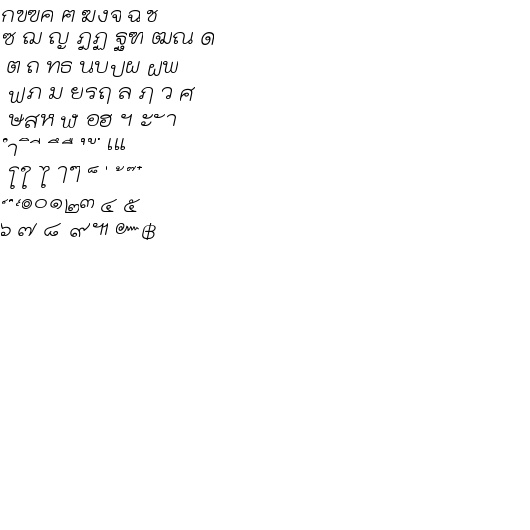 กขฃค ฅ ฆงจ ฉ ช
ซ ฌ ญ ฎฏ ฐฑ ฒณ ด
ต ถ ทธ นบปผ ฝพ
ฟภ ม ยรฤ ล ฦ ว ศ
ษสห ฬ อฮ ฯ ะ ั า
ำ ิ ี ึ ื ุ ู ฺ เแ
โใ ไ ๅๆ ็ ่ ้ ๊ ๋
์ ํ ๎๏๐๑๒๓ ๔ ๕
๖ ๗ ๘ ๙ ๚ ๛ ฿